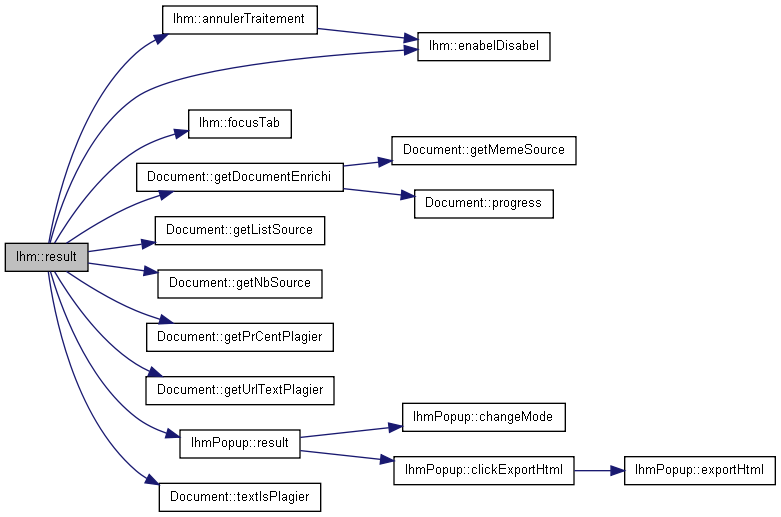 Ihm::annulerTraitement
Ihm::enabelDisabel
Ihm::focusTab
Document::getMemeSource
Document::getDocumentEnrichi
Document::progress
Document::getListSource
Ihm::result
Document::getNbSource
Document::getPrCentPlagier
Document::getUrlTextPlagier
IhmPopup::changeMode
IhmPopup::result
IhmPopup::clickExportHtml
IhmPopup::exportHtml
Document::textIsPlagier